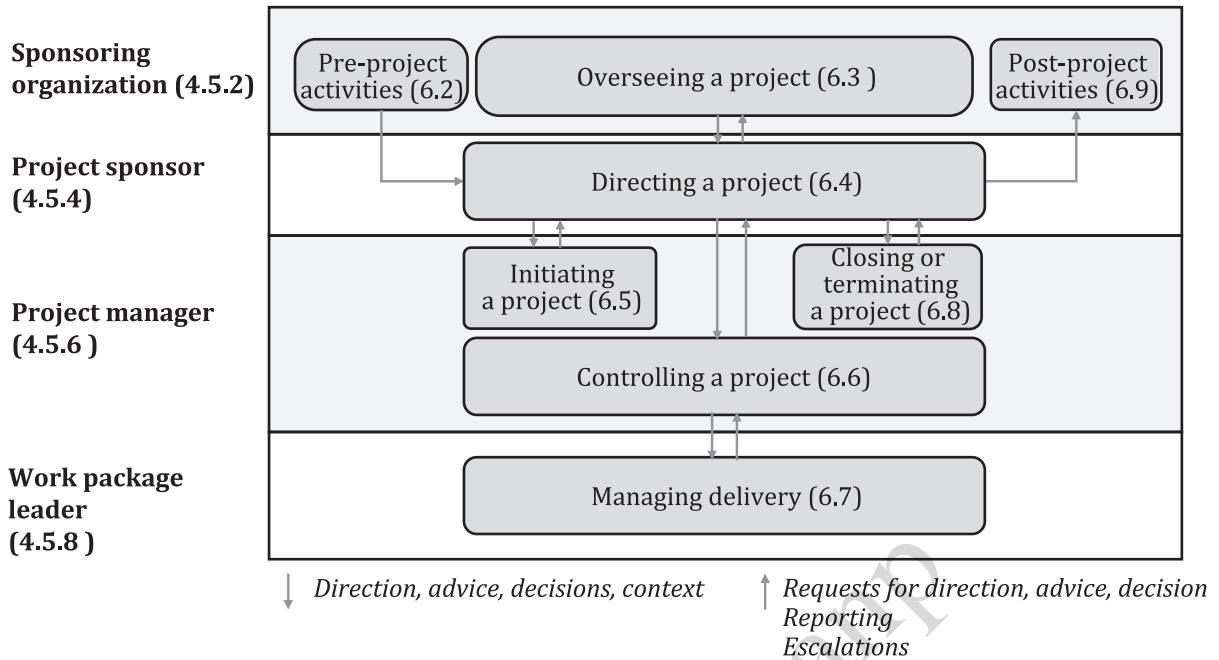 Sponsoring
organization (4.5.2)
Pre-project
activities (6.2)
Overseeing a project (6.3 )
Post-project
activities (6.9)
Project sponsor
(4.5.4)
Directing a project (6.4)
Project manager
(4.5.6 )
Initiating
a project (6.5)
Closing or
terminating
a project (6.8)
Controlling a project (6.6)
Work package
leader
(4.5.8 )
Managing delivery (6.7)
Direction, advice, decisions, context
Requests for direction, advice, decision
Reporting
Escalations